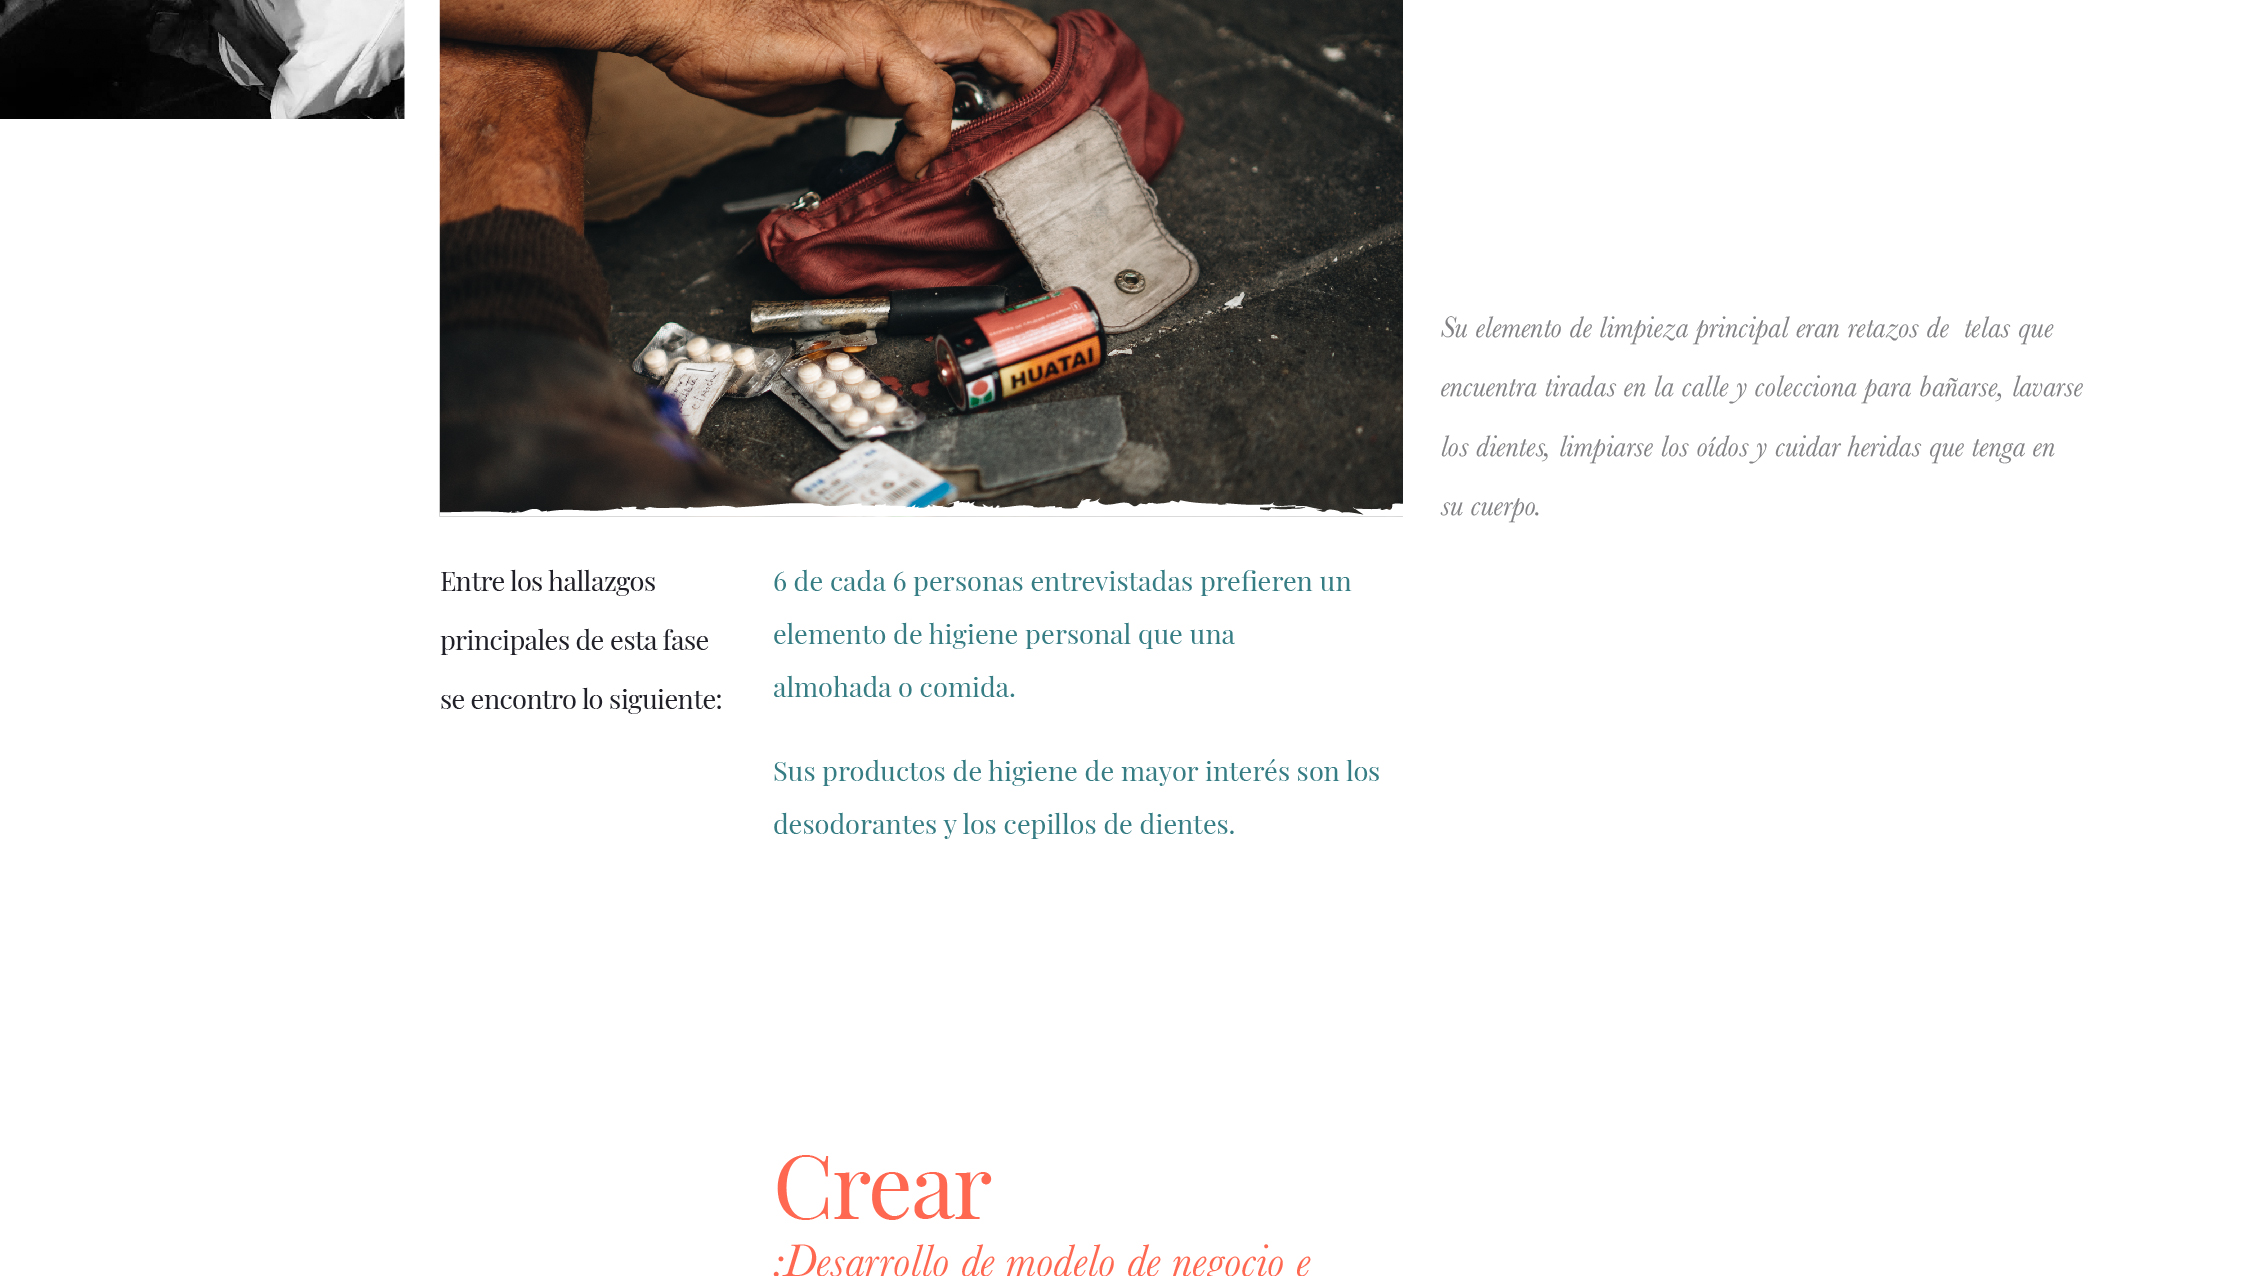 HUATAI
Su elemento de limpieza principal eran retazos de  telas que
encuentra tiradas en la calle y colecciona para bañarse, lavarse
los dientes, limpiarse los oídos y cuidar heridas que tenga en
su cuerpo.
Entre los hallazgos
principales de esta fase
se encontro lo siguiente:
6 de cada 6 personas entrevistadas prefieren un
elemento de higiene personal que una
almohada o comida.
Sus productos de higiene de mayor interés son los
desodorantes y los cepillos de dientes.
Crear
:Desarrollo de modelo de negocio e